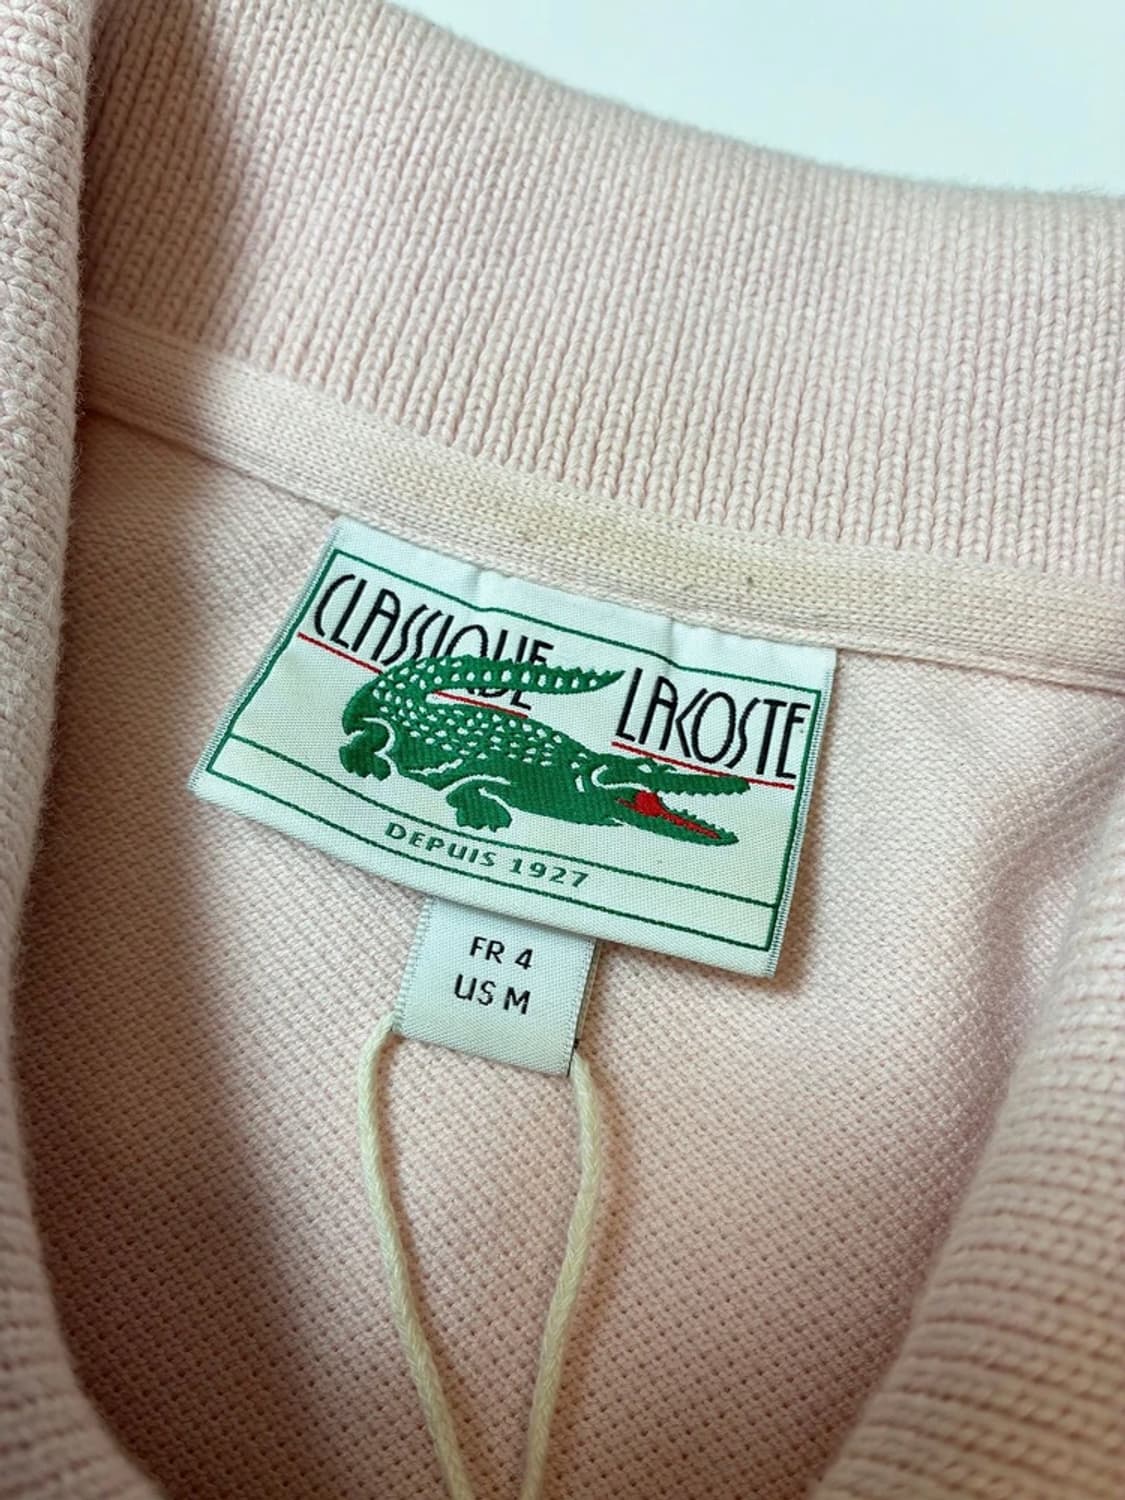 CLASSIQUE
DE
LACOSTE
DEPUIS 1927
FR 4
US M